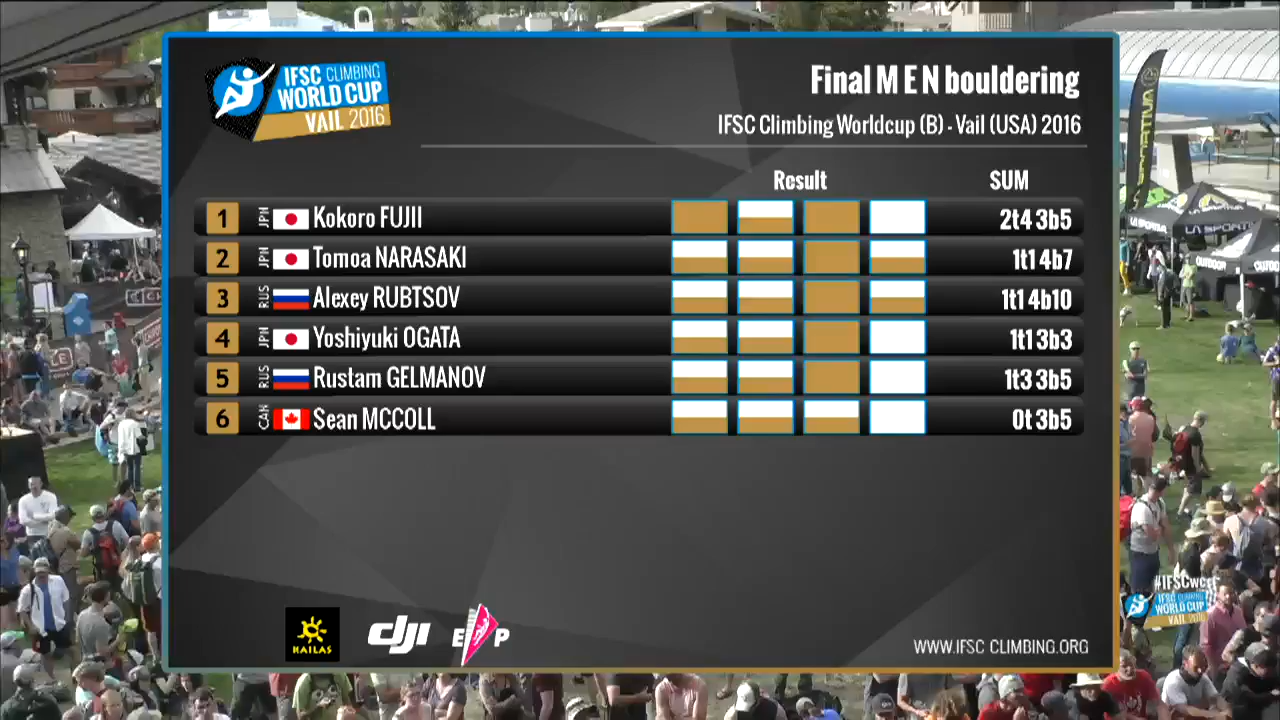 IFSC CLIMBING
WORLD CUP
VAIL 2016
Final M E N bouldering
IFSC Climbing Worldcup (B) - Vail (USA) 2016
Result SUM
1 JPN Kokoro FUJII 2t4 3b5
2 JPN Tomoa NARASAKI 1t1 4b7
3 RUS Alexey RUBTSOV 1t1 4b10
4 JPN Yoshiyuki OGATA 1t1 3b3
5 RUS Rustam GELMANOV 1t3 3b5
6 CAN Sean MCCOLL 0t 3b5
KAILAS
dji
E P
WWW.IFSC CLIMBING.ORG
SPORTIVA
LA SPORTIVA
OUTDOOR
#IFSCwc
IFSC CLIMBING
WORLD CUP
VAIL 2016